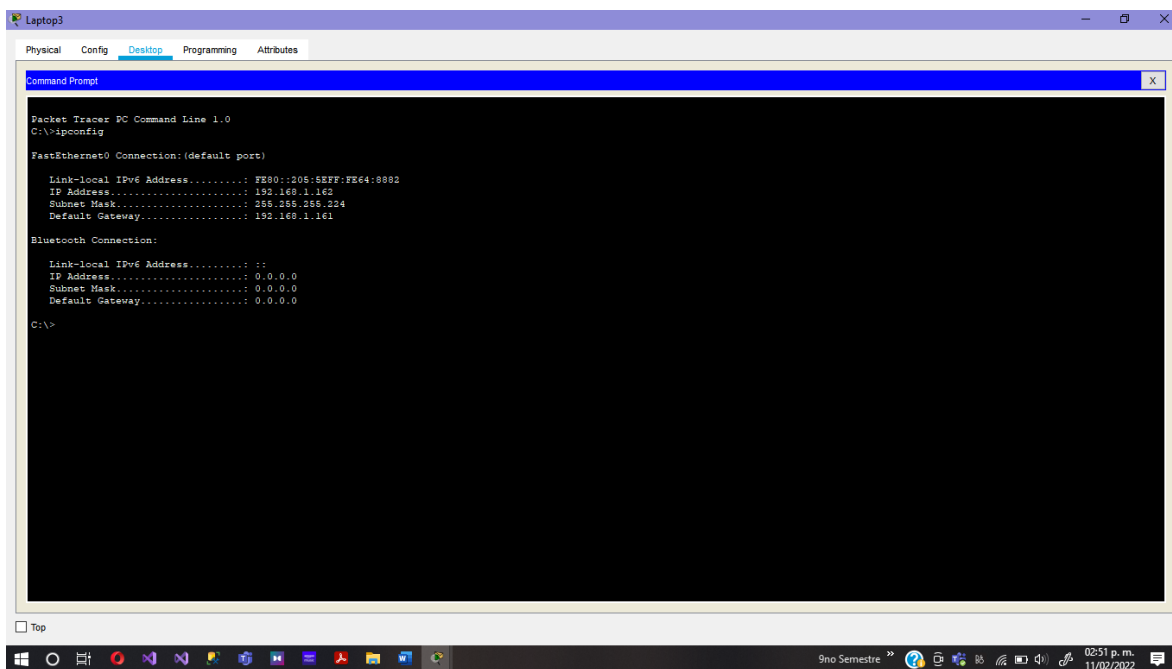 Laptop3
Physical Config Desktop Programming Attributes
Command Prompt
X
Packet Tracer PC Command Line 1.0
C:\>ipconfig
FastEthernet0 Connection:(default port)
Link-local IPv6 Address.........: FE80::205:5EFF:FE64:8882
IP Address......................: 192.168.1.162
Subnet Mask.....................: 255.255.255.224
Default Gateway.................: 192.168.1.161
Bluetooth Connection:
Link-local IPv6 Address.........: ::
IP Address......................: 0.0.0.0
Subnet Mask.....................: 0.0.0.0
Default Gateway.................: 0.0.0.0
C:\>
Top
9no Semestre
02:51 p. m.
11/02/2022